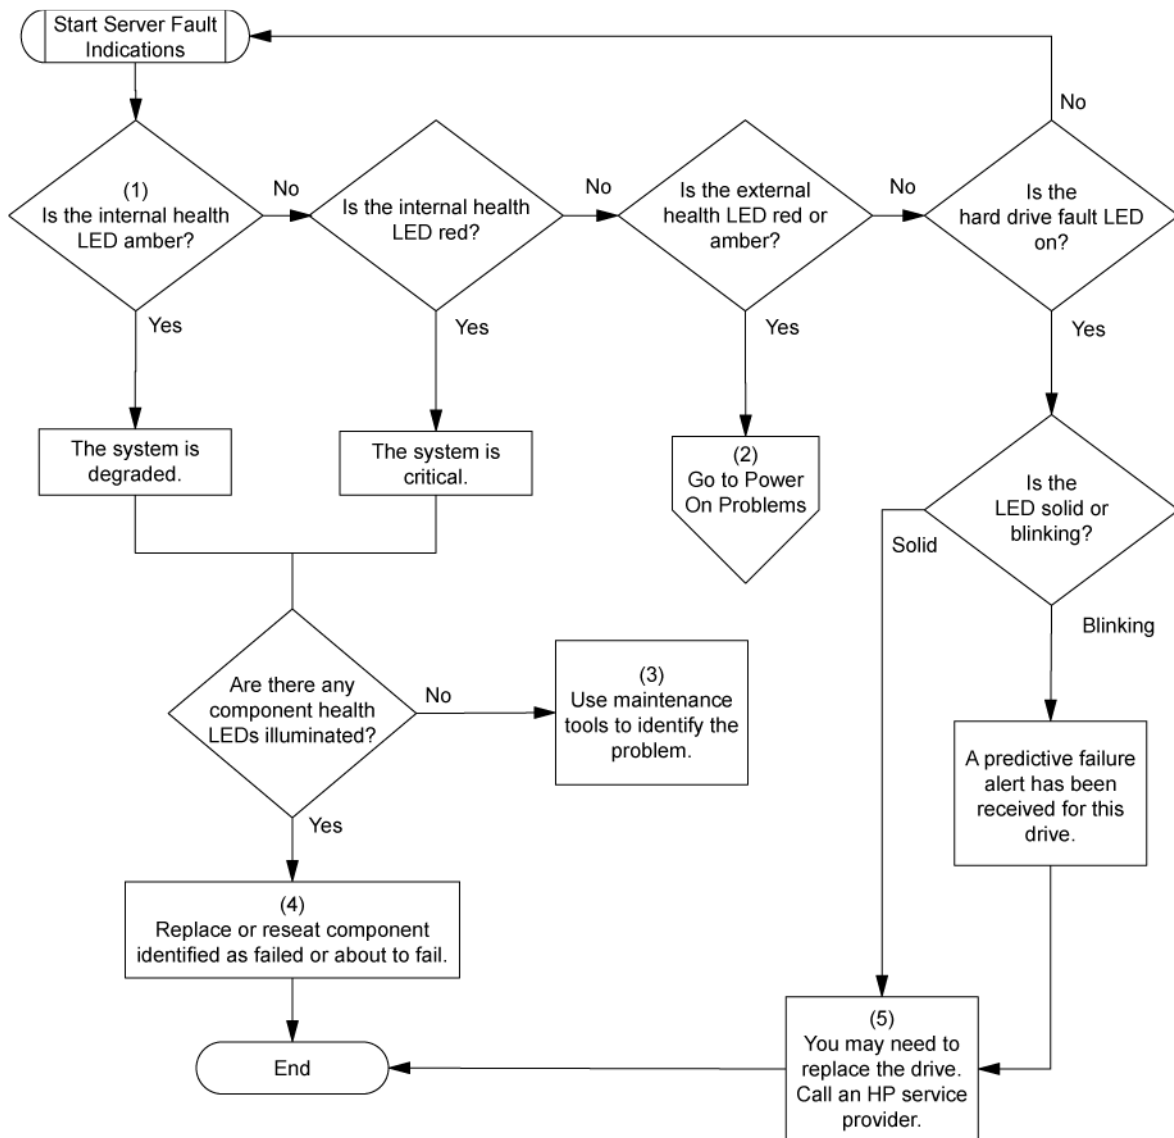 Start Server Fault
Indications
No
(1)
Is the internal health
LED amber?
No
Is the internal health
LED red?
No
Is the external
health LED red or
amber?
No
Is the
hard drive fault LED
on?
Yes
Yes
Yes
Yes
The system is
degraded.
The system is
critical.
(2)
Go to Power
On Problems
Is the
LED solid or
blinking?
Solid
Blinking
Are there any
component health
LEDs illuminated?
No
(3)
Use maintenance
tools to identify the
problem.
A predictive failure
alert has been
received for this
drive.
Yes
(4)
Replace or reseat component
identified as failed or about to fail.
End
(5)
You may need to
replace the drive.
Call an HP service
provider.